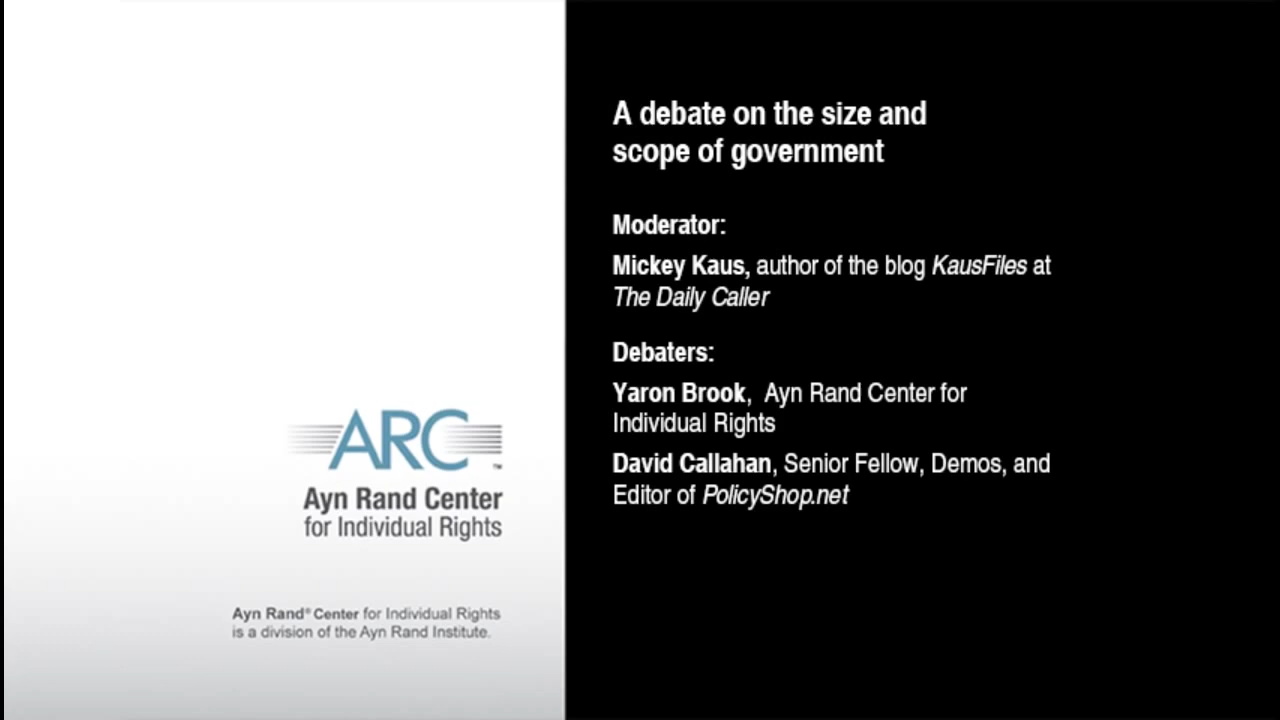 ARC™
Ayn Rand Center
for Individual Rights
Ayn Rand® Center for Individual Rights
is a division of the Ayn Rand Institute.
A debate on the size and
scope of government
Moderator:
Mickey Kaus, author of the blog KausFiles at
The Daily Caller
Debaters:
Yaron Brook, Ayn Rand Center for
Individual Rights
David Callahan, Senior Fellow, Demos, and
Editor of PolicyShop.net